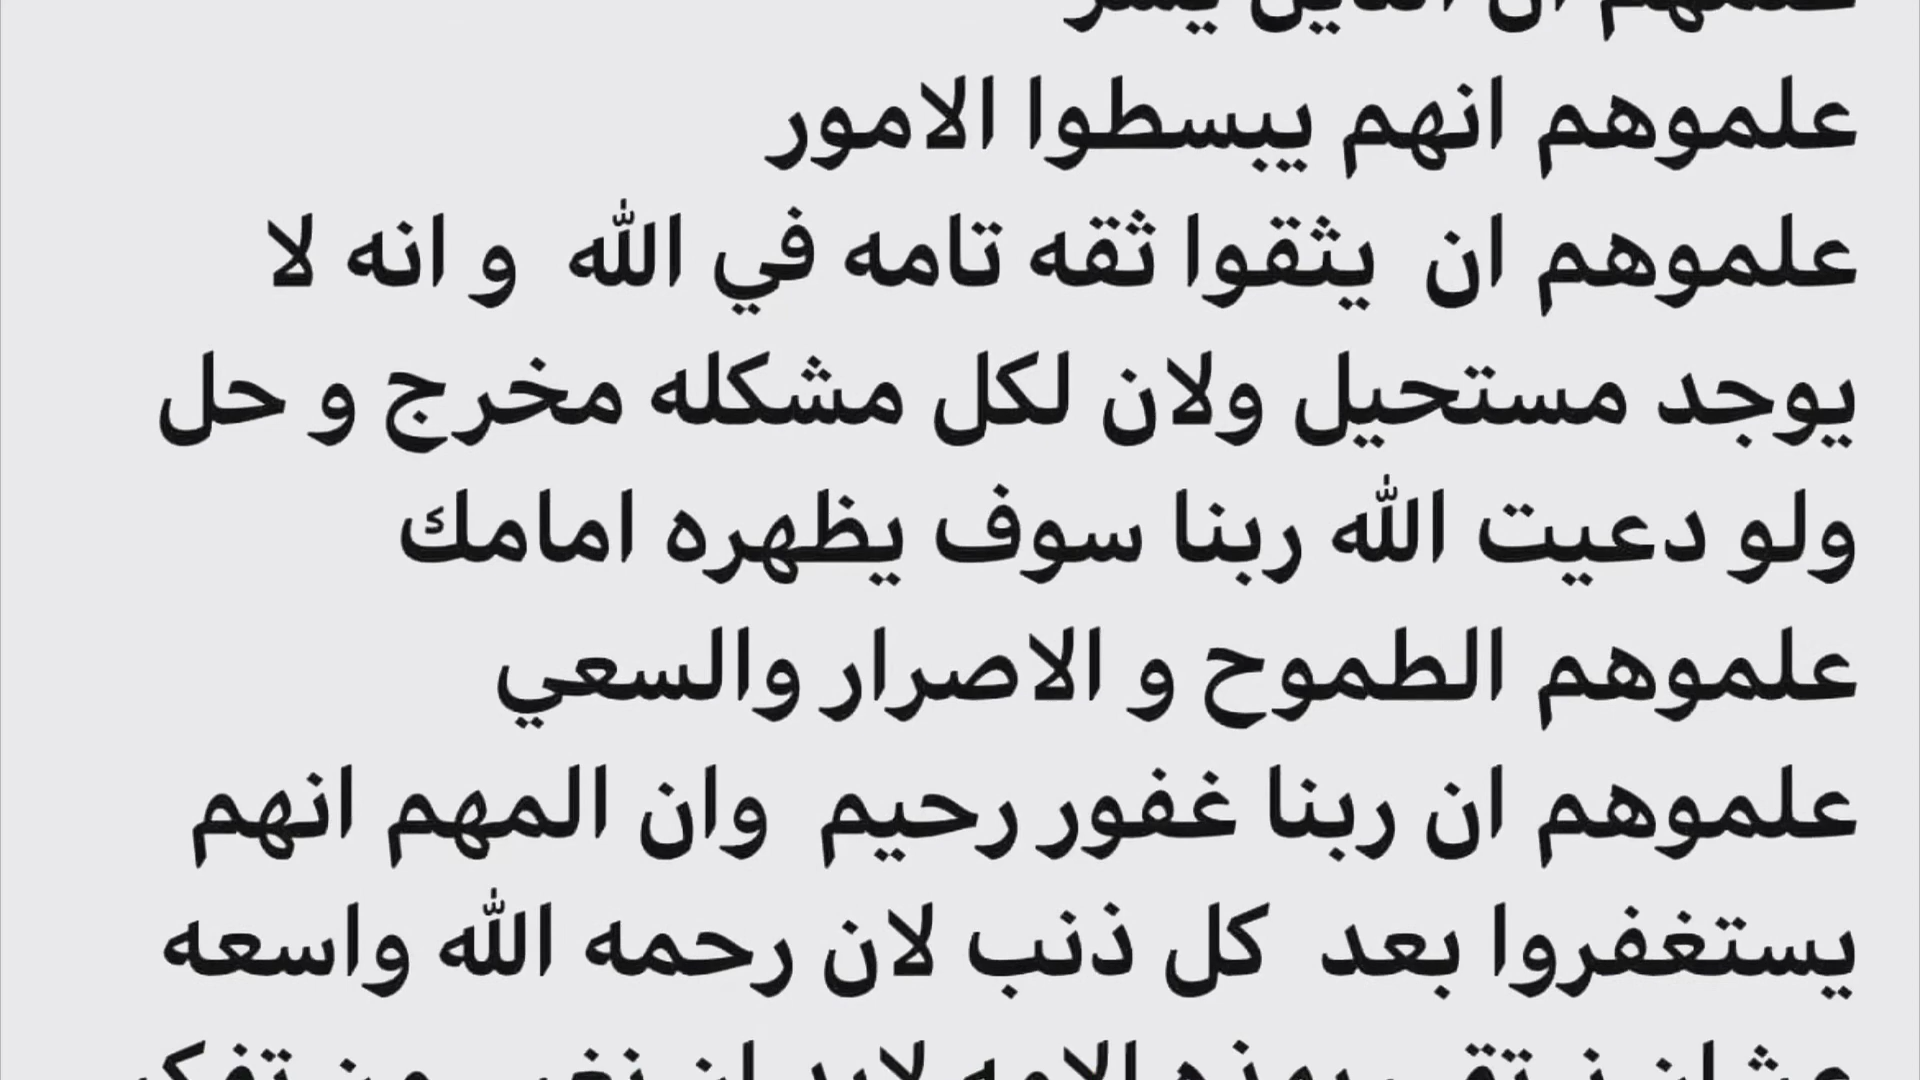 علموهم انهم يبسطوا الامور
علموهم ان يثقوا ثقه تامه في الله و انه لا
يوجد مستحيل ولان لكل مشكله مخرج و حل
ولو دعيت الله ربنا سوف يظهره امامك
علموهم الطموح و الاصرار والسعي
علموهم ان ربنا غفور رحيم وان المهم انهم
يستغفروا بعد كل ذنب لان رحمه الله واسعه